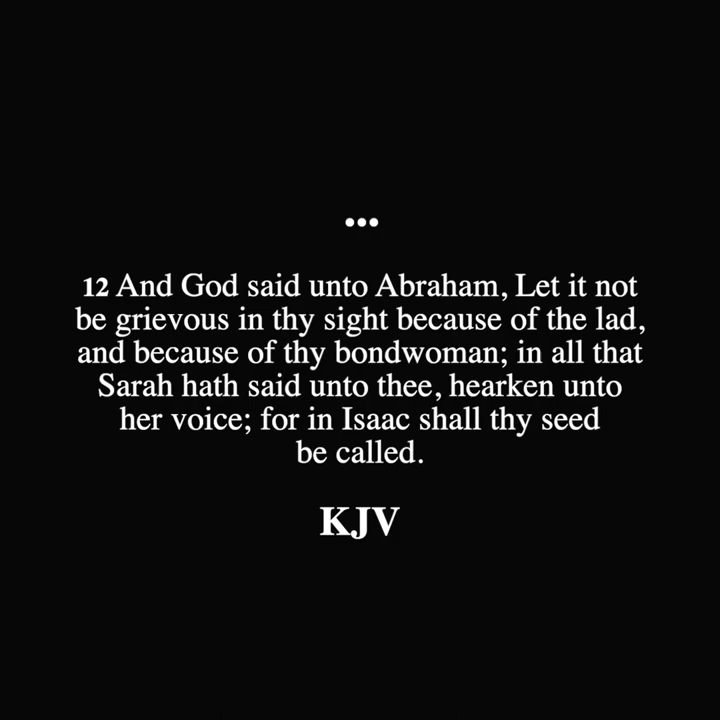 ...
12 And God said unto Abraham, Let it not
be grievous in thy sight because of the lad,
and because of thy bondwoman; in all that
Sarah hath said unto thee, hearken unto
her voice; for in Isaac shall thy seed
be called.
KJV